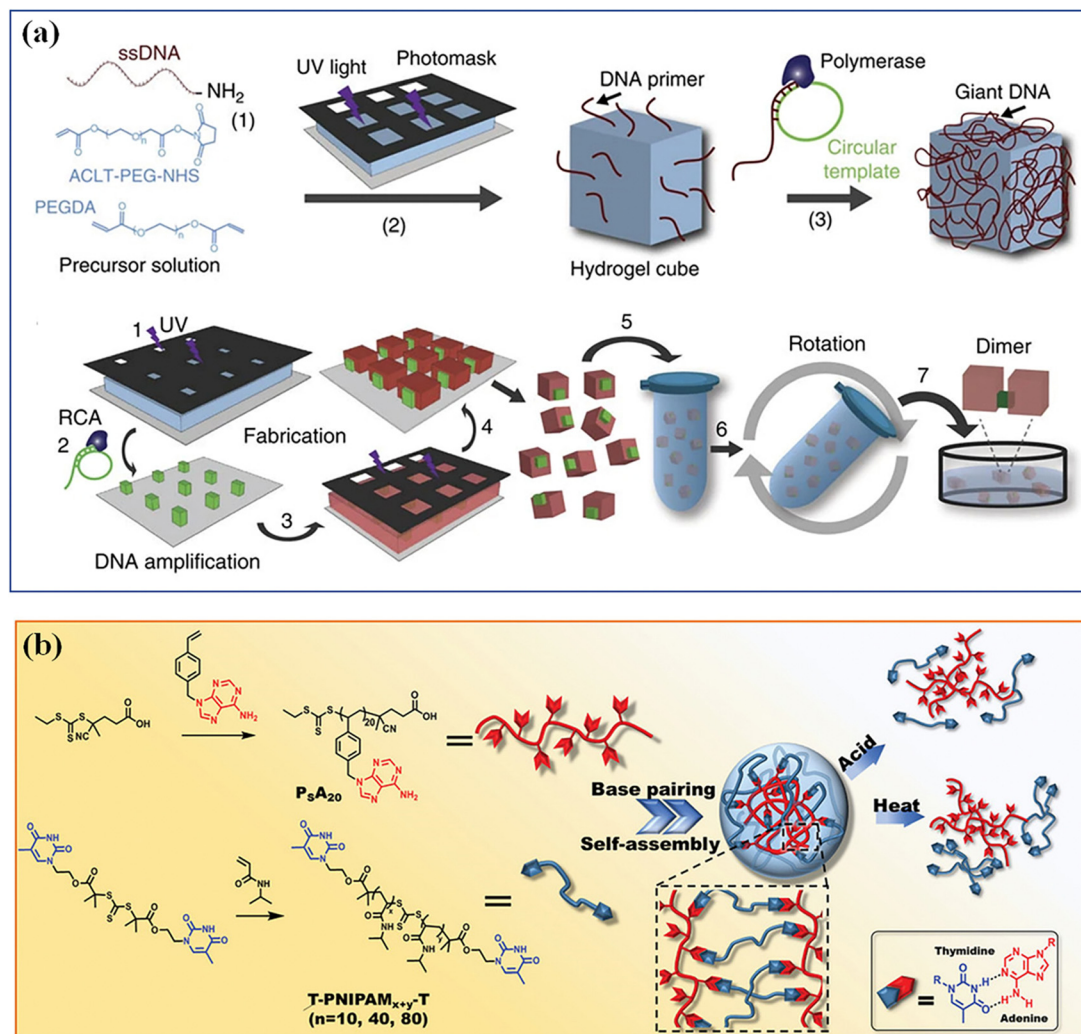 (a)
ssDNA
NH2
(1)
ACLT-PEG-NHS
PEGDA
Precursor solution
UV light
Photomask
(2)
DNA primer
Hydrogel cube
Polymerase
Circular
template
(3)
Giant DNA
1
UV
RCA
2
Fabrication
DNA amplification
3
4
5
6
Rotation
7
Dimer
(b)
PSA20
Base pairing
Self-assembly
Acid
Heat
T-PNIPAMx+y-T
(n=10, 40, 80)
Thymidine
Adenine